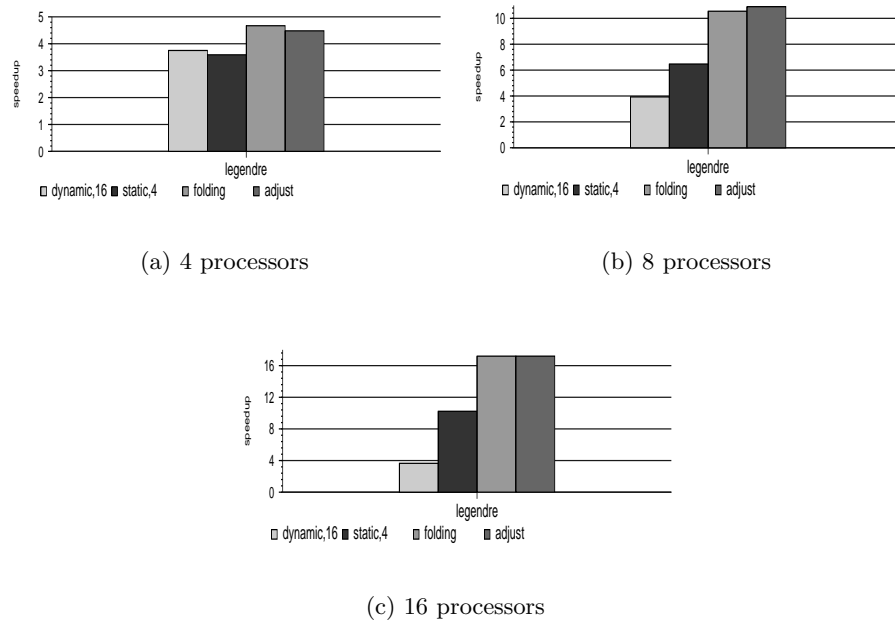 5
4
3
2
1
0
speedup
legendre
dynamic,16 static,4 folding adjust
(a) 4 processors
10
8
6
4
2
0
speedup
legendre
dynamic,16 static,4 folding adjust
(b) 8 processors
16
12
8
4
0
speedup
legendre
dynamic,16 static,4 folding adjust
(c) 16 processors